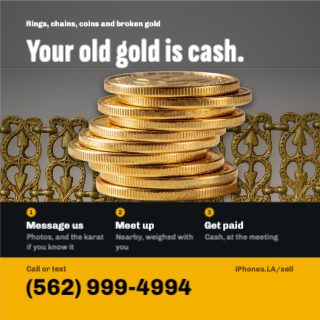 Rings, chains, coins and broken gold
Your old gold is cash.
1
Message us
Photos, and the karat
if you know it
2
Meet up
Nearby, weighed with
you
3
Get paid
Cash, at the meeting
Call or text
(562) 999-4994
iPhones.LA/sell